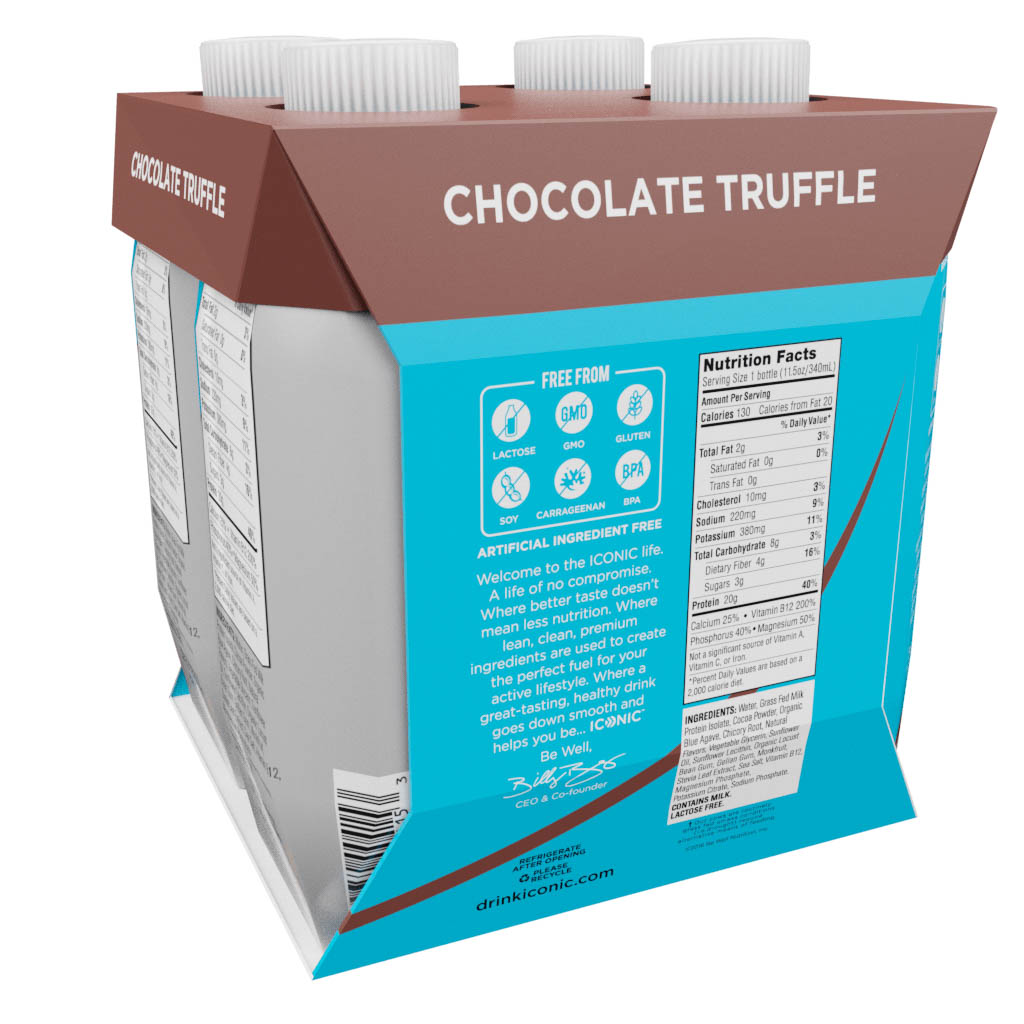 CHOCOLATE TRUFFLE
CHOCOLATE TRUFFLE
FREE FROM
LACTOSE
GMO
GMO
GLUTEN
SOY
CARRAGEENAN
BPA
BPA
ARTIFICIAL INGREDIENT FREE
Welcome to the ICONIC life.
A life of no compromise.
Where better taste doesn't
mean less nutrition. Where
lean, clean, premium
ingredients are used to create
the perfect fuel for your
active lifestyle. Where a
great-tasting, healthy drink
goes down smooth and
helps you be... ICONIC™
Be Well,
CEO & Co-founder
REFRIGERATE
AFTER OPENING
PLEASE
RECYCLE
drinkiconic.com
Nutrition Facts
Serving Size 1 bottle (11.5oz/340mL)
Amount Per Serving
Calories 130 Calories from Fat 20
% Daily Value*
Total Fat 2g 3%
Saturated Fat 0g 0%
Trans Fat 0g
Cholesterol 10mg 3%
Sodium 220mg 9%
Potassium 380mg 11%
Total Carbohydrate 8g 3%
Dietary Fiber 4g 16%
Sugars 3g
Protein 20g 40%
Calcium 25% • Vitamin B12 200%
Phosphorus 40% • Magnesium 50%
Not a significant source of Vitamin A,
Vitamin C, or Iron.
*Percent Daily Values are based on a
2,000 calorie diet.
INGREDIENTS: Water, Grass Fed Milk
Protein Isolate, Cocoa Powder, Organic
Blue Agave, Chicory Root, Natural
Flavors, Vegetable Glycerin, Sunflower
Oil, Sunflower Lecithin, Organic Locust
Bean Gum, Gellan Gum, Monkfruit,
Stevia Leaf Extract, Sea Salt, Vitamin B12,
Magnesium Phosphate,
Potassium Citrate, Sodium Phosphate.
CONTAINS MILK.
LACTOSE FREE.